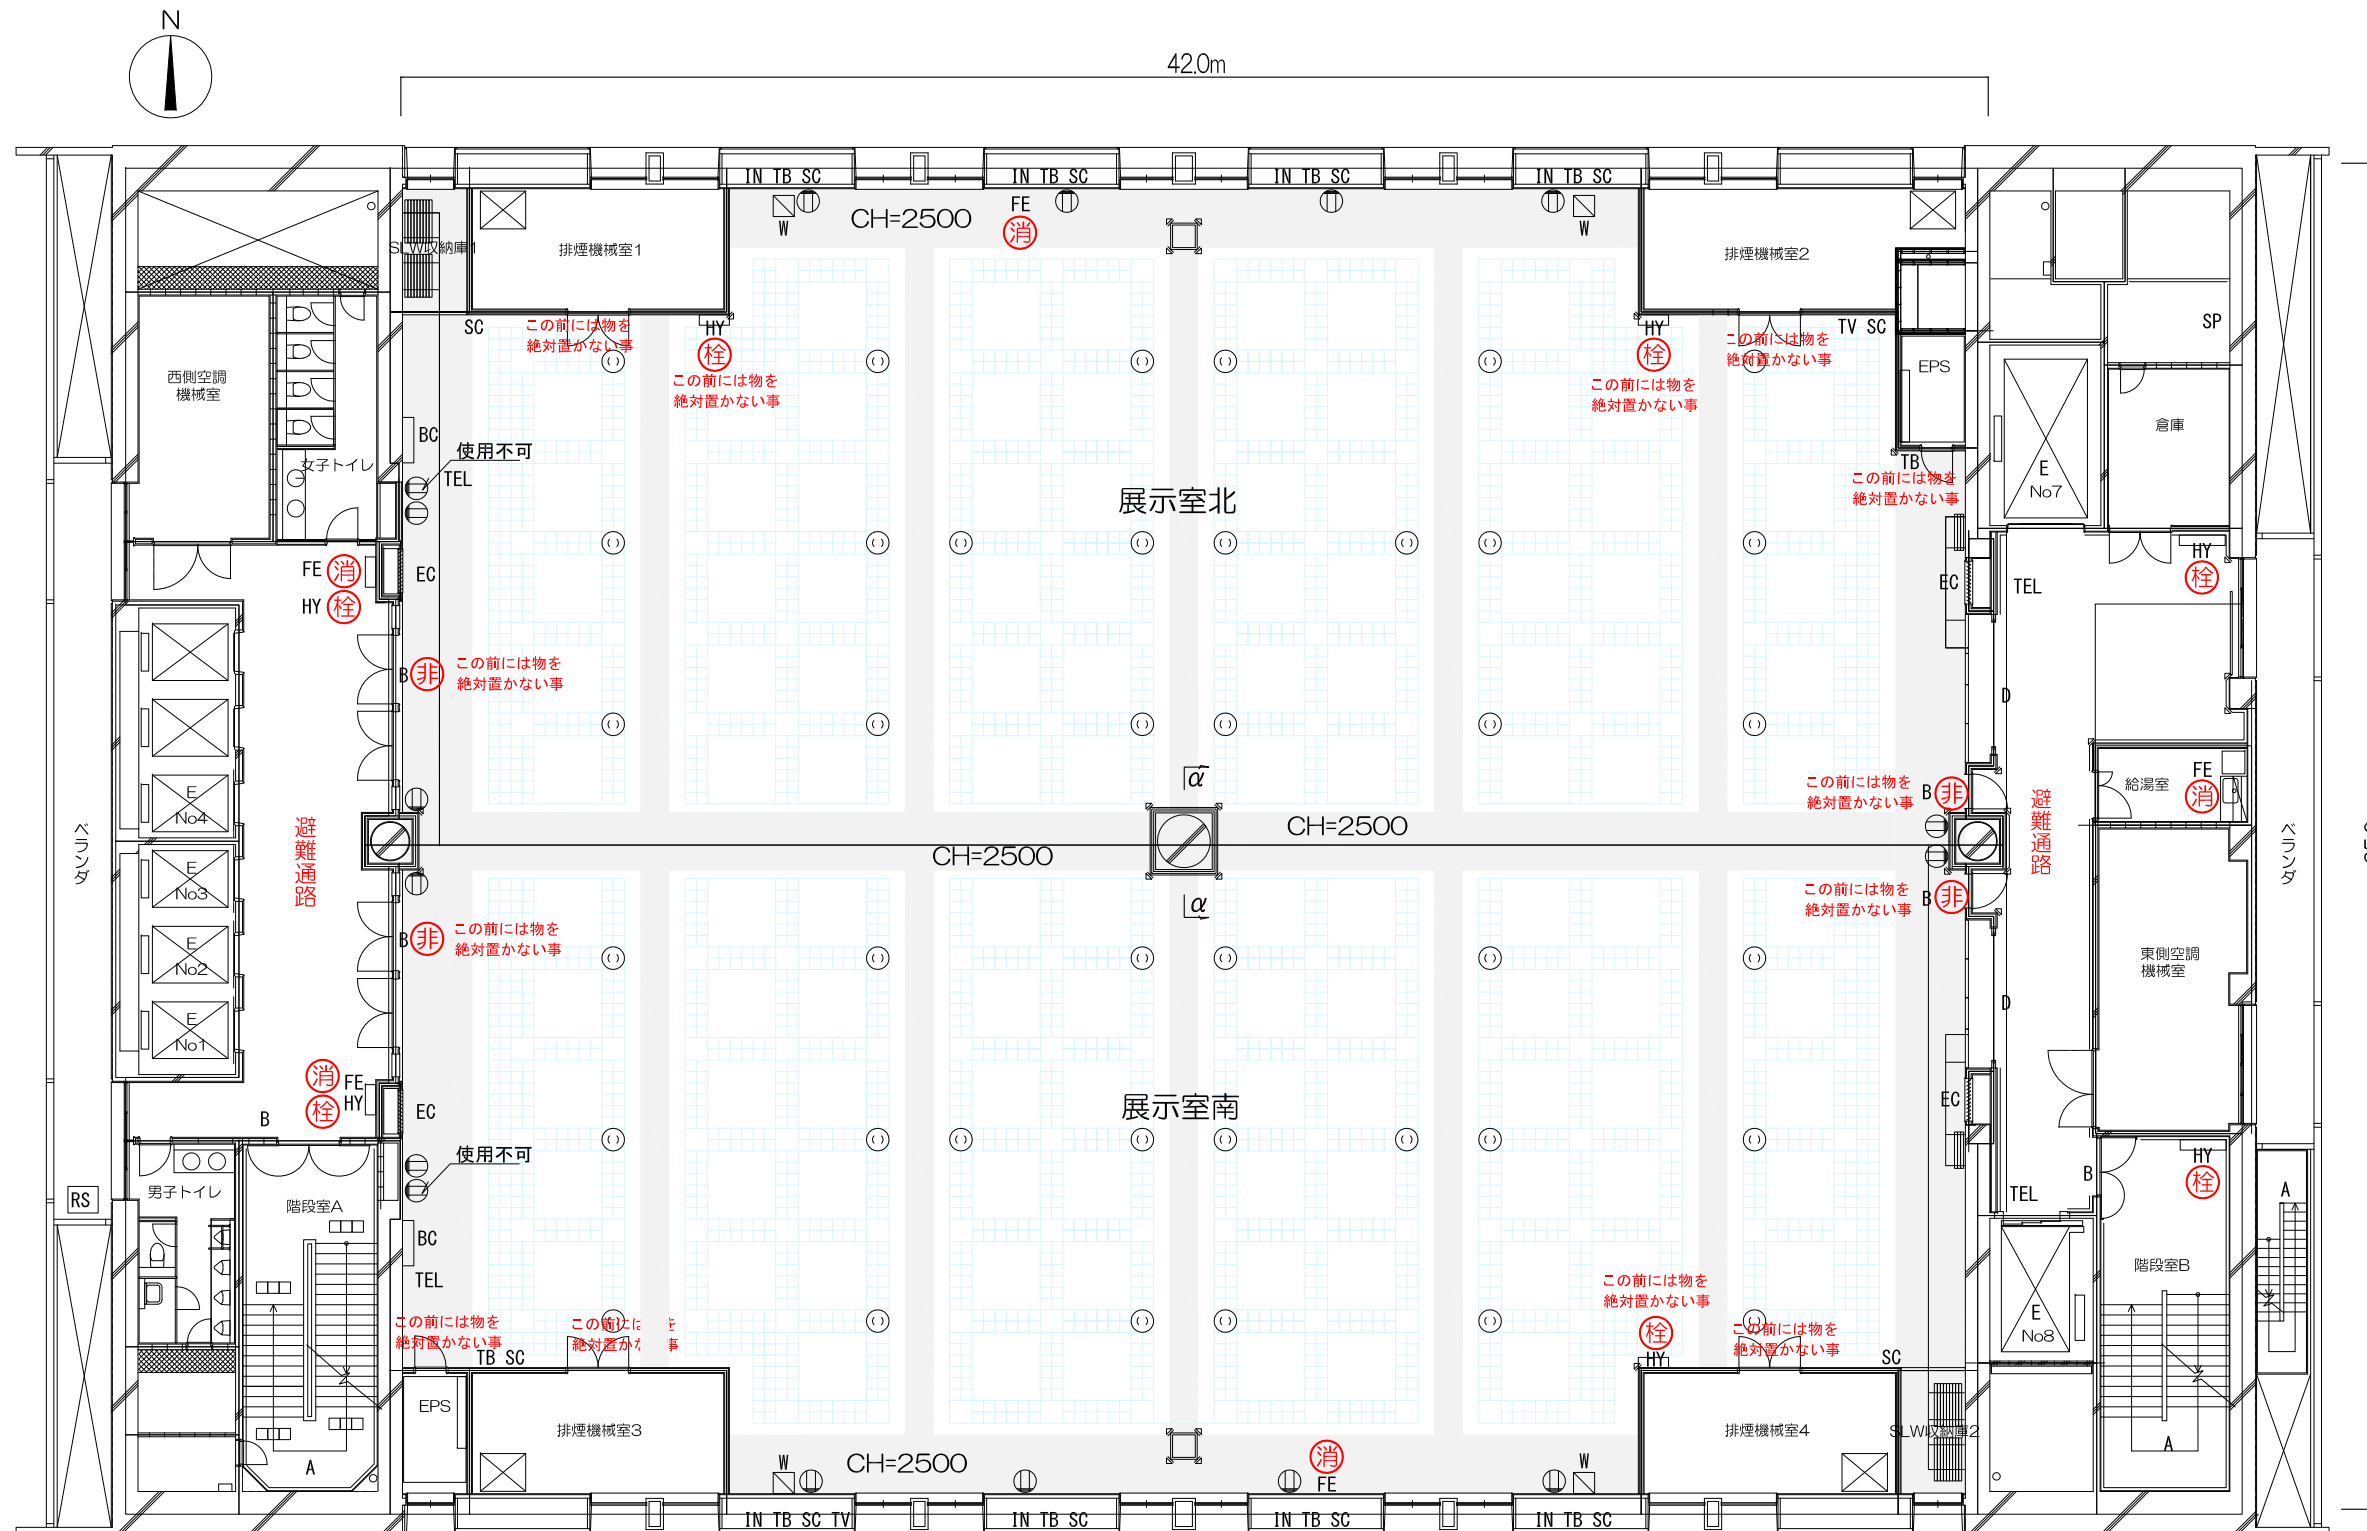 N
42.0m
IN TB SC
IN TB SC
IN TB SC
IN TB SC
FE
消
CH=2500
W
W
SLW収納庫1
排煙機械室1
排煙機械室2
SC
この前には物を
絶対置かない事
HY
栓
この前には物を
絶対置かない事
HY
栓
この前には物を
絶対置かない事
TV SC
この前には物を
絶対置かない事
SP
EPS
西側空調
機械室
倉庫
BC
使用不可
女子トイレ
TEL
TB
この前には物を
絶対置かない事
E
No7
展示室北
FE
消
HY
栓
EC
EC
TEL
HY
栓
B
非
この前には物を
絶対置かない事
D
α
この前には物を
絶対置かない事
B
非
給湯室
FE
消
E
No4
避難通路
避難通路
ベランダ
ベランダ
CH=2500
CH=2500
E
No3
この前には物を
絶対置かない事
B
非
α
B
非
この前には物を
絶対置かない事
E
No2
東側空調
機械室
E
No1
D
消
FE
栓
HY
EC
EC
B
展示室南
使用不可
HY
栓
RS
男子トイレ
階段室A
TEL
B
A
BC
TEL
階段室B
この前には物を
絶対置かない事
この前に
絶対置か
事
この前には物を
絶対置かない事
栓
HY
この前には物を
絶対置かない事
E
No8
TB SC
SC
EPS
排煙機械室3
排煙機械室4
SLW収納庫2
A
A
CH=2500
W
消
FE
W
IN TB SC TV
IN TB SC
IN TB SC
IN TB SC